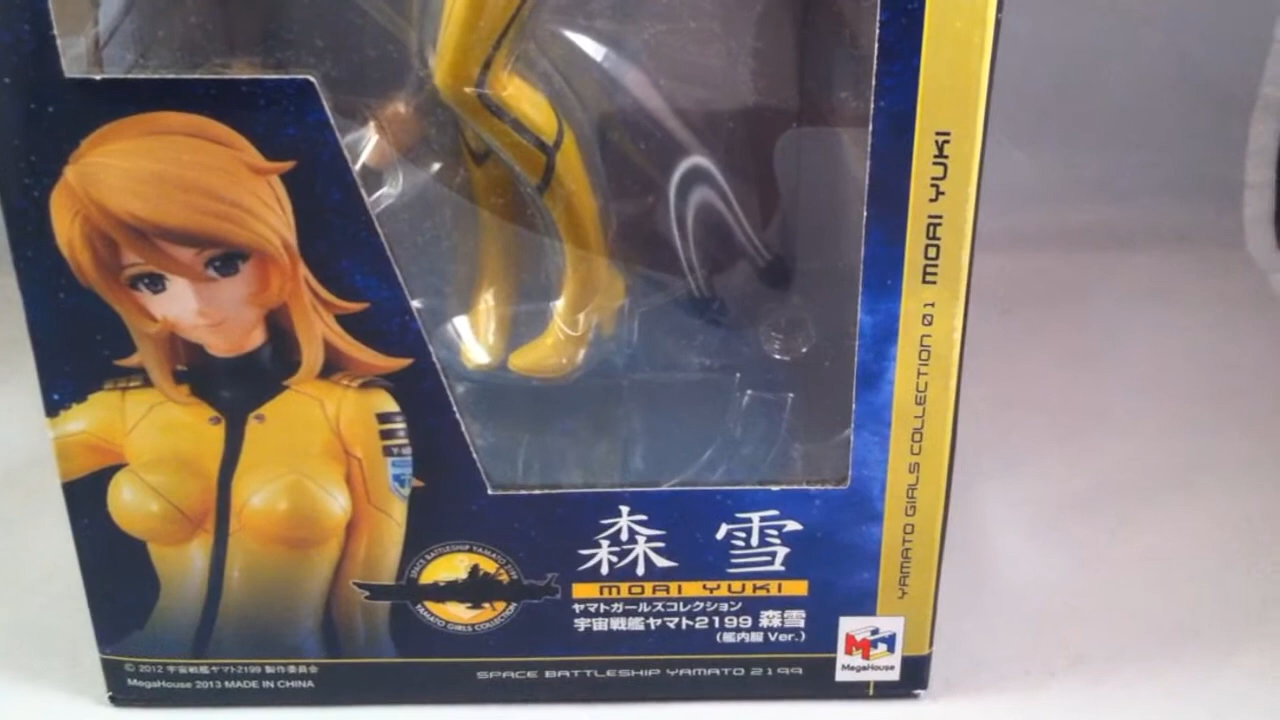 森 雪
MORI YUKI
ヤマトガールズコレクション
宇宙戦艦ヤマト2199 森雪
(艦内服 Ver.)
SPACE BATTLESHIP YAMATO 2199
YAMATO GIRLS COLLECTION
© 2012 宇宙戦艦ヤマト2199 製作委員会
MegaHouse 2013 MADE IN CHINA
SPACE BATTLESHIP YAMATO 2199
MegaHouse
YAMATO GIRLS COLLECTION 01 MORI YUKI